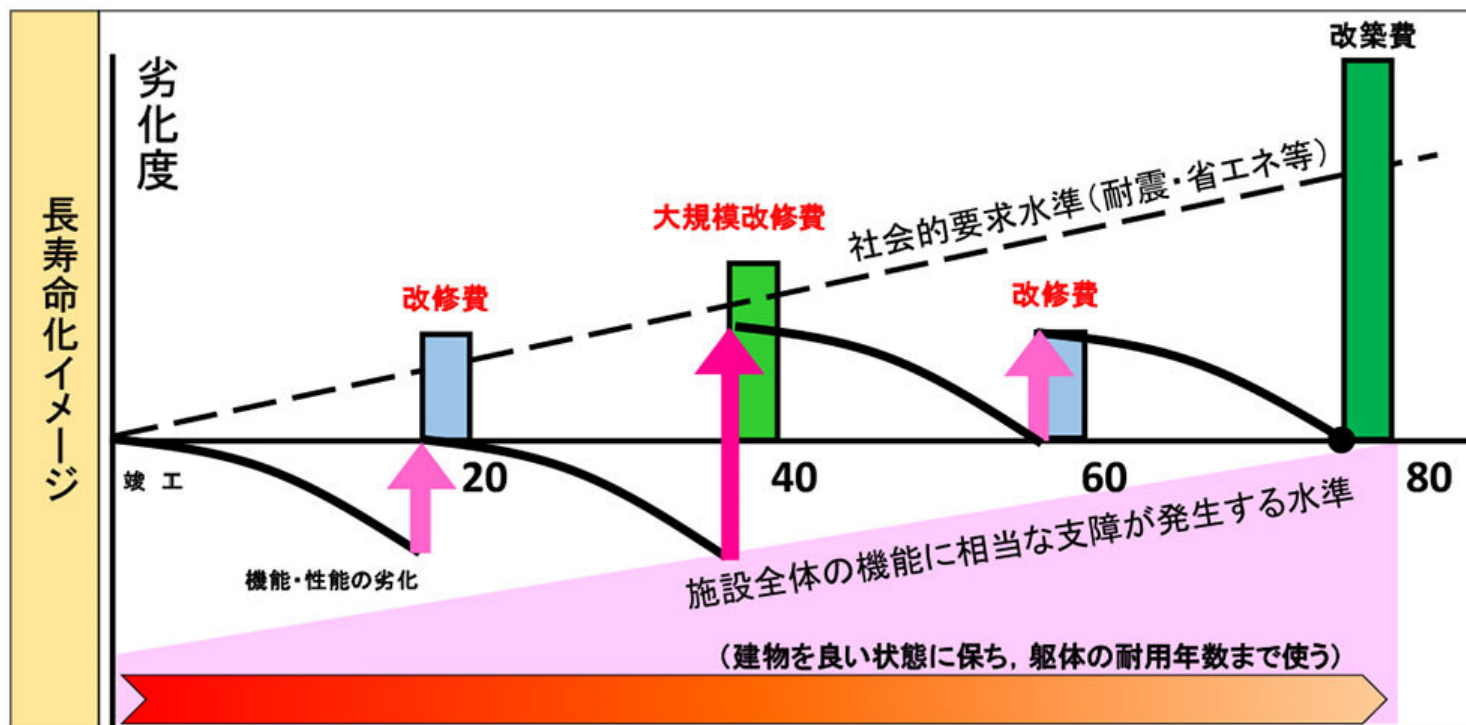 長寿命化イメージ
劣化度
改築費
社会的要求水準(耐震・省エネ等)
大規模改修費
改修費
改修費
竣 工
20
40
60
80
機能・性能の劣化
施設全体の機能に相当な支障が発生する水準
(建物を良い状態に保ち,躯体の耐用年数まで使う)